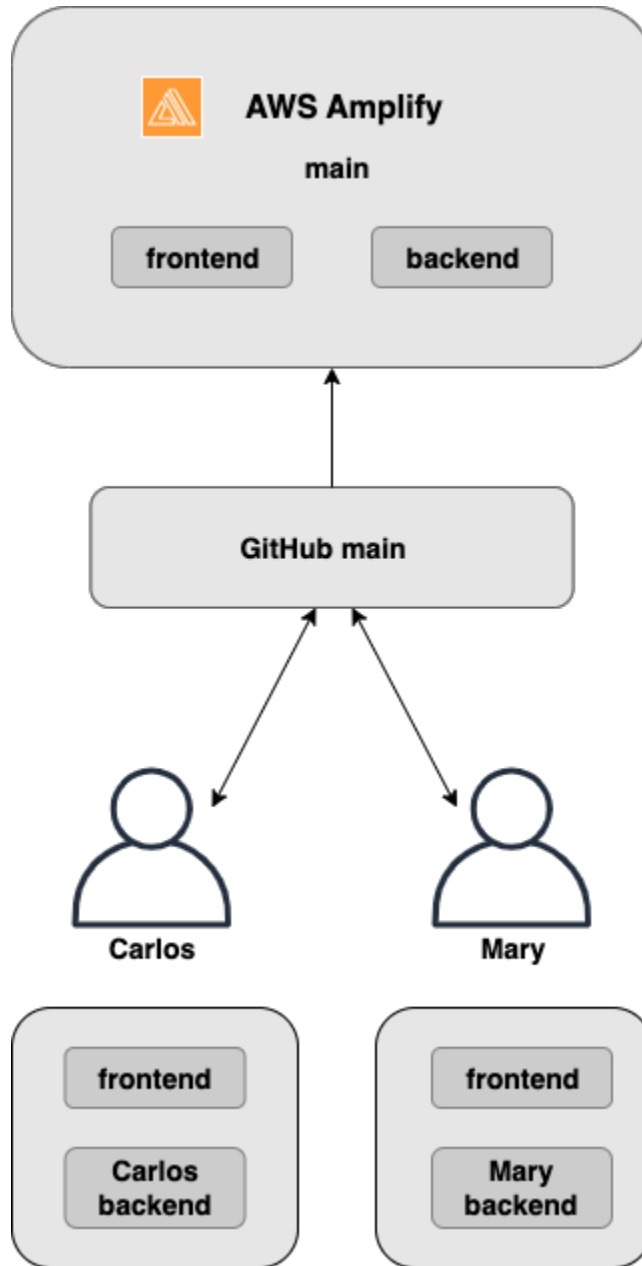 AWS Amplify
main
frontend
backend
GitHub main
Carlos
Mary
frontend
Carlos
backend
frontend
Mary
backend